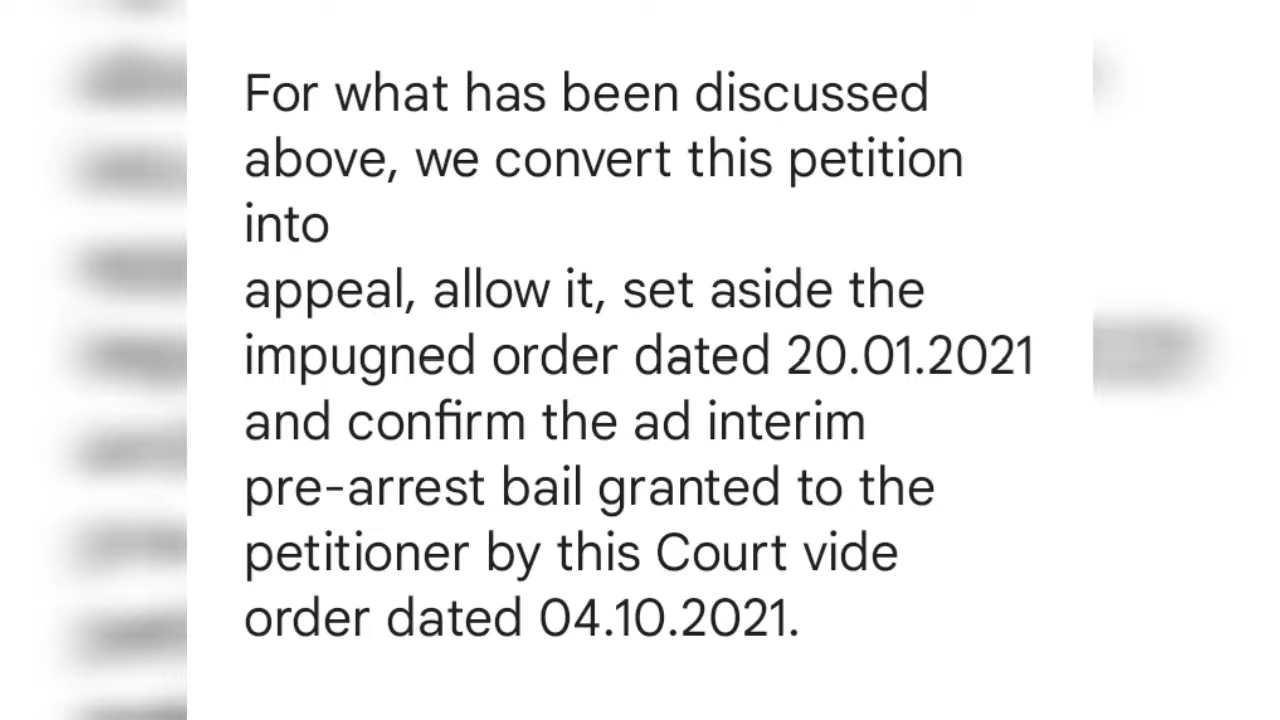 For what has been discussed
above, we convert this petition
into
appeal, allow it, set aside the
impugned order dated 20.01.2021
and confirm the ad interim
pre-arrest bail granted to the
petitioner by this Court vide
order dated 04.10.2021.